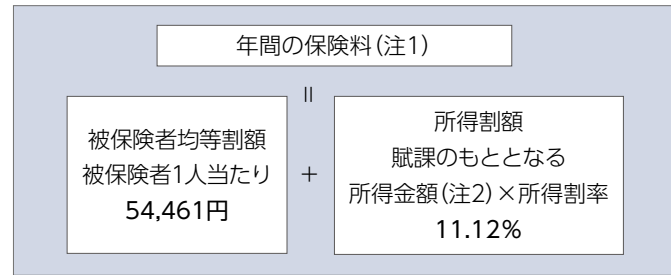 年間の保険料(注1)
=
被保険者均等割額
被保険者1人当たり
54,461円
+
所得割額
賦課のもととなる
所得金額(注2)×所得割率
11.12%